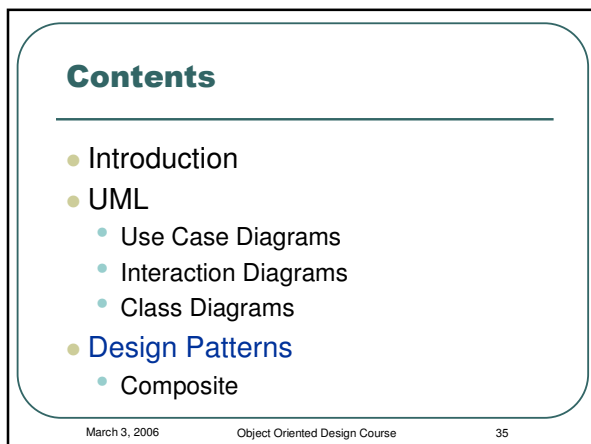 Contents
Introduction
UML
Use Case Diagrams
Interaction Diagrams
Class Diagrams
Design Patterns
Composite
March 3, 2006 Object Oriented Design Course 35